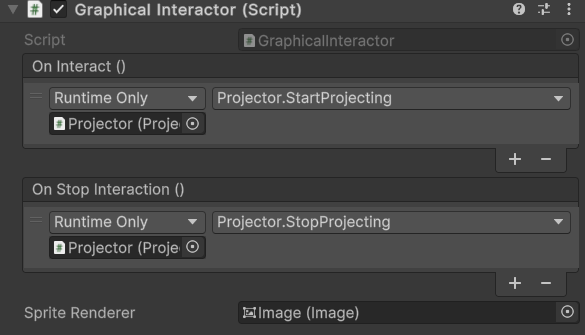 Graphical Interactor (Script)
Script GraphicalInteractor
On Interact ()
Runtime Only Projector.StartProjecting
Projector (Proje
On Stop Interaction ()
Runtime Only Projector.StopProjecting
Projector (Proje
Sprite Renderer Image (Image)